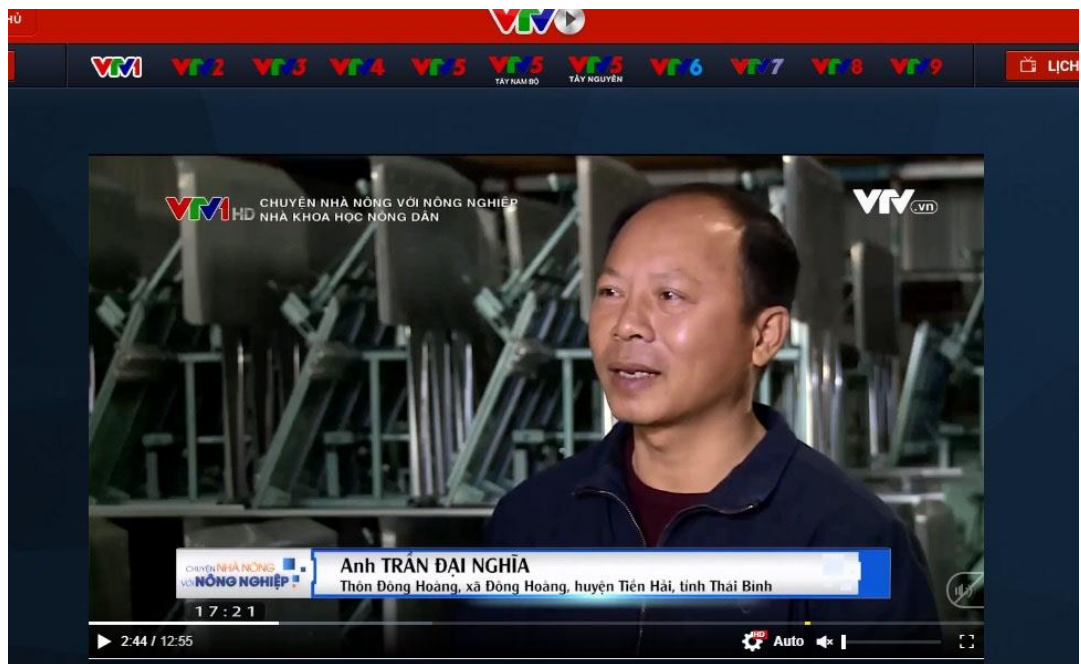 HỦ
VTV
VTV1
VTV2
VTV3
VTV4
VTV5
VTV5
TÂY NAM BỘ
VTV5
TÂY NGUYÊN
VTV6
VTV7
VTV8
VTV9
LỊCH
VTV1 HD
CHUYỆN NHÀ NÔNG VỚI NÔNG NGHIỆP
NHÀ KHOA HỌC NÔNG DÂN
VTV.vn
CHUYỆN NHÀ NÔNG
VỚI NÔNG NGHIỆP
Anh TRẦN ĐẠI NGHĨA
Thôn Đông Hoàng, xã Đông Hoàng, huyện Tiền Hải, tỉnh Thái Bình
17:21
2:44 / 12:55
HD
Auto